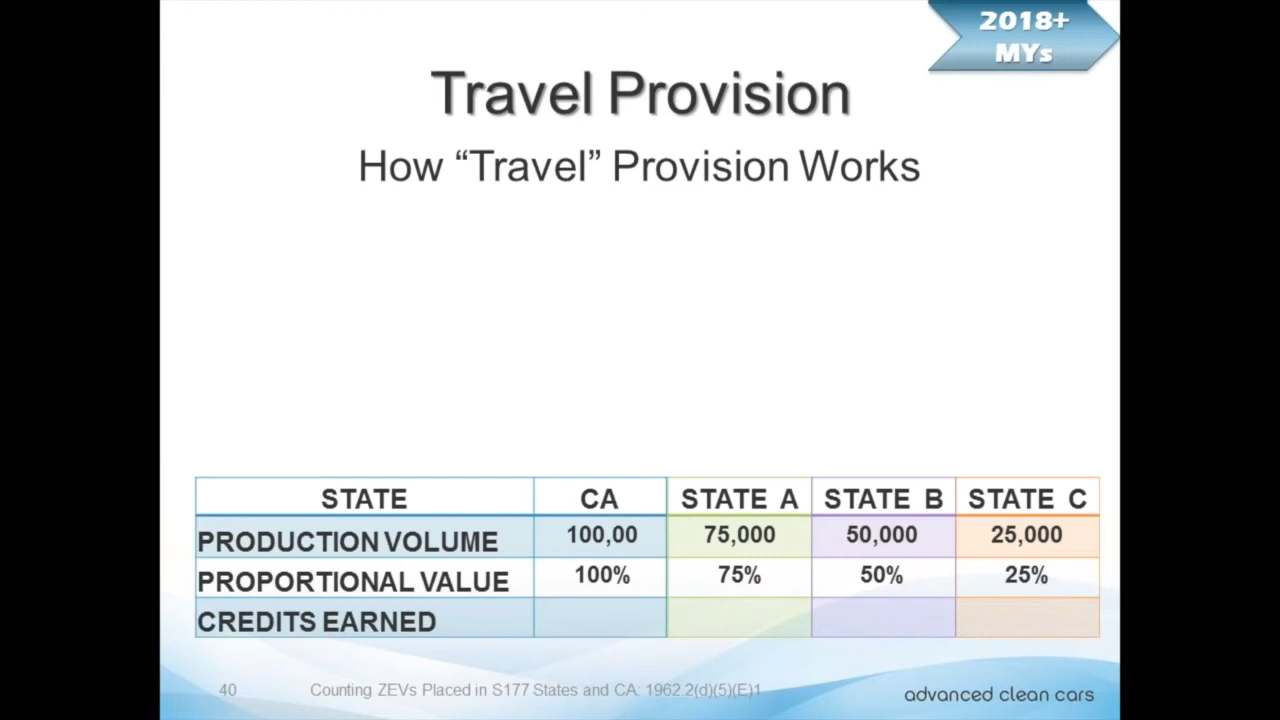 2018+
MYs
Travel Provision
How “Travel” Provision Works
STATE CA STATE A STATE B STATE C
PRODUCTION VOLUME 100,00 75,000 50,000 25,000
PROPORTIONAL VALUE 100% 75% 50% 25%
CREDITS EARNED
40 Counting ZEVs Placed in S177 States and CA: 1962.2(d)(5)(E)1 advanced clean cars